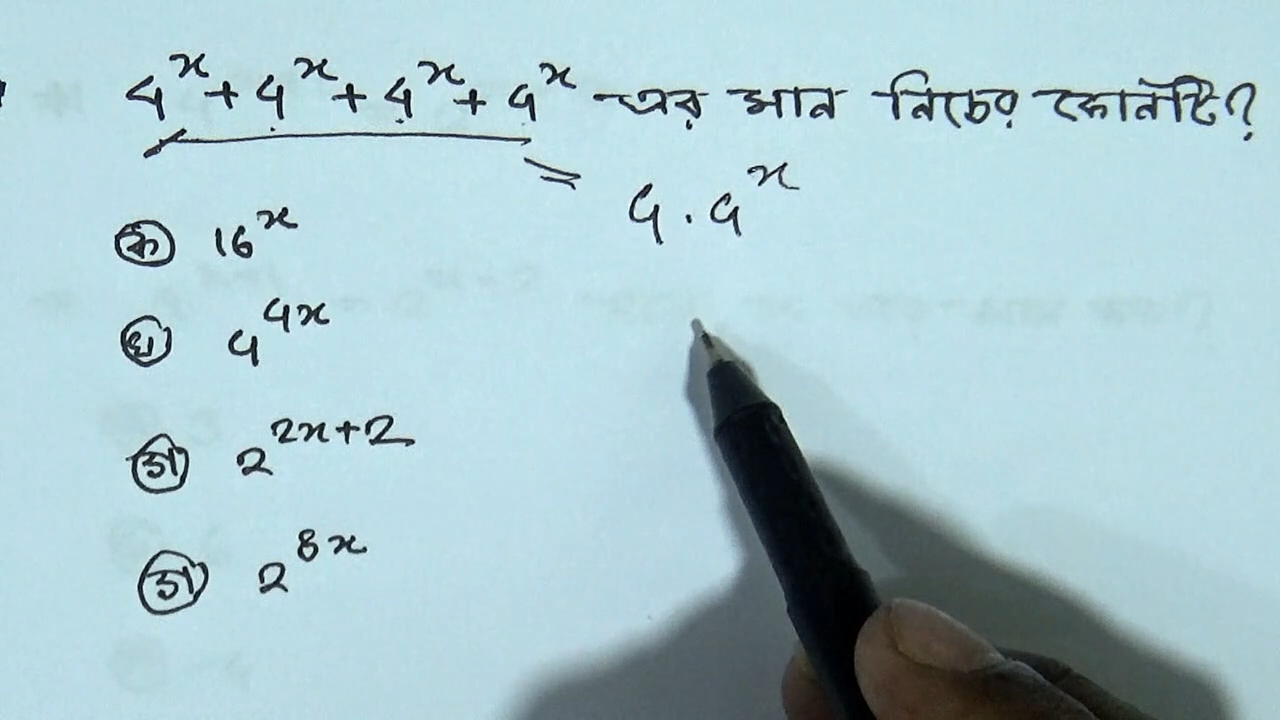 4^x + 4^x + 4^x + 4^x -এর মান নিচের কোনটি?
= 4 . 4^x
ক 16^x
খ 4^4x
গ 2^2x+2
গ 2^8x